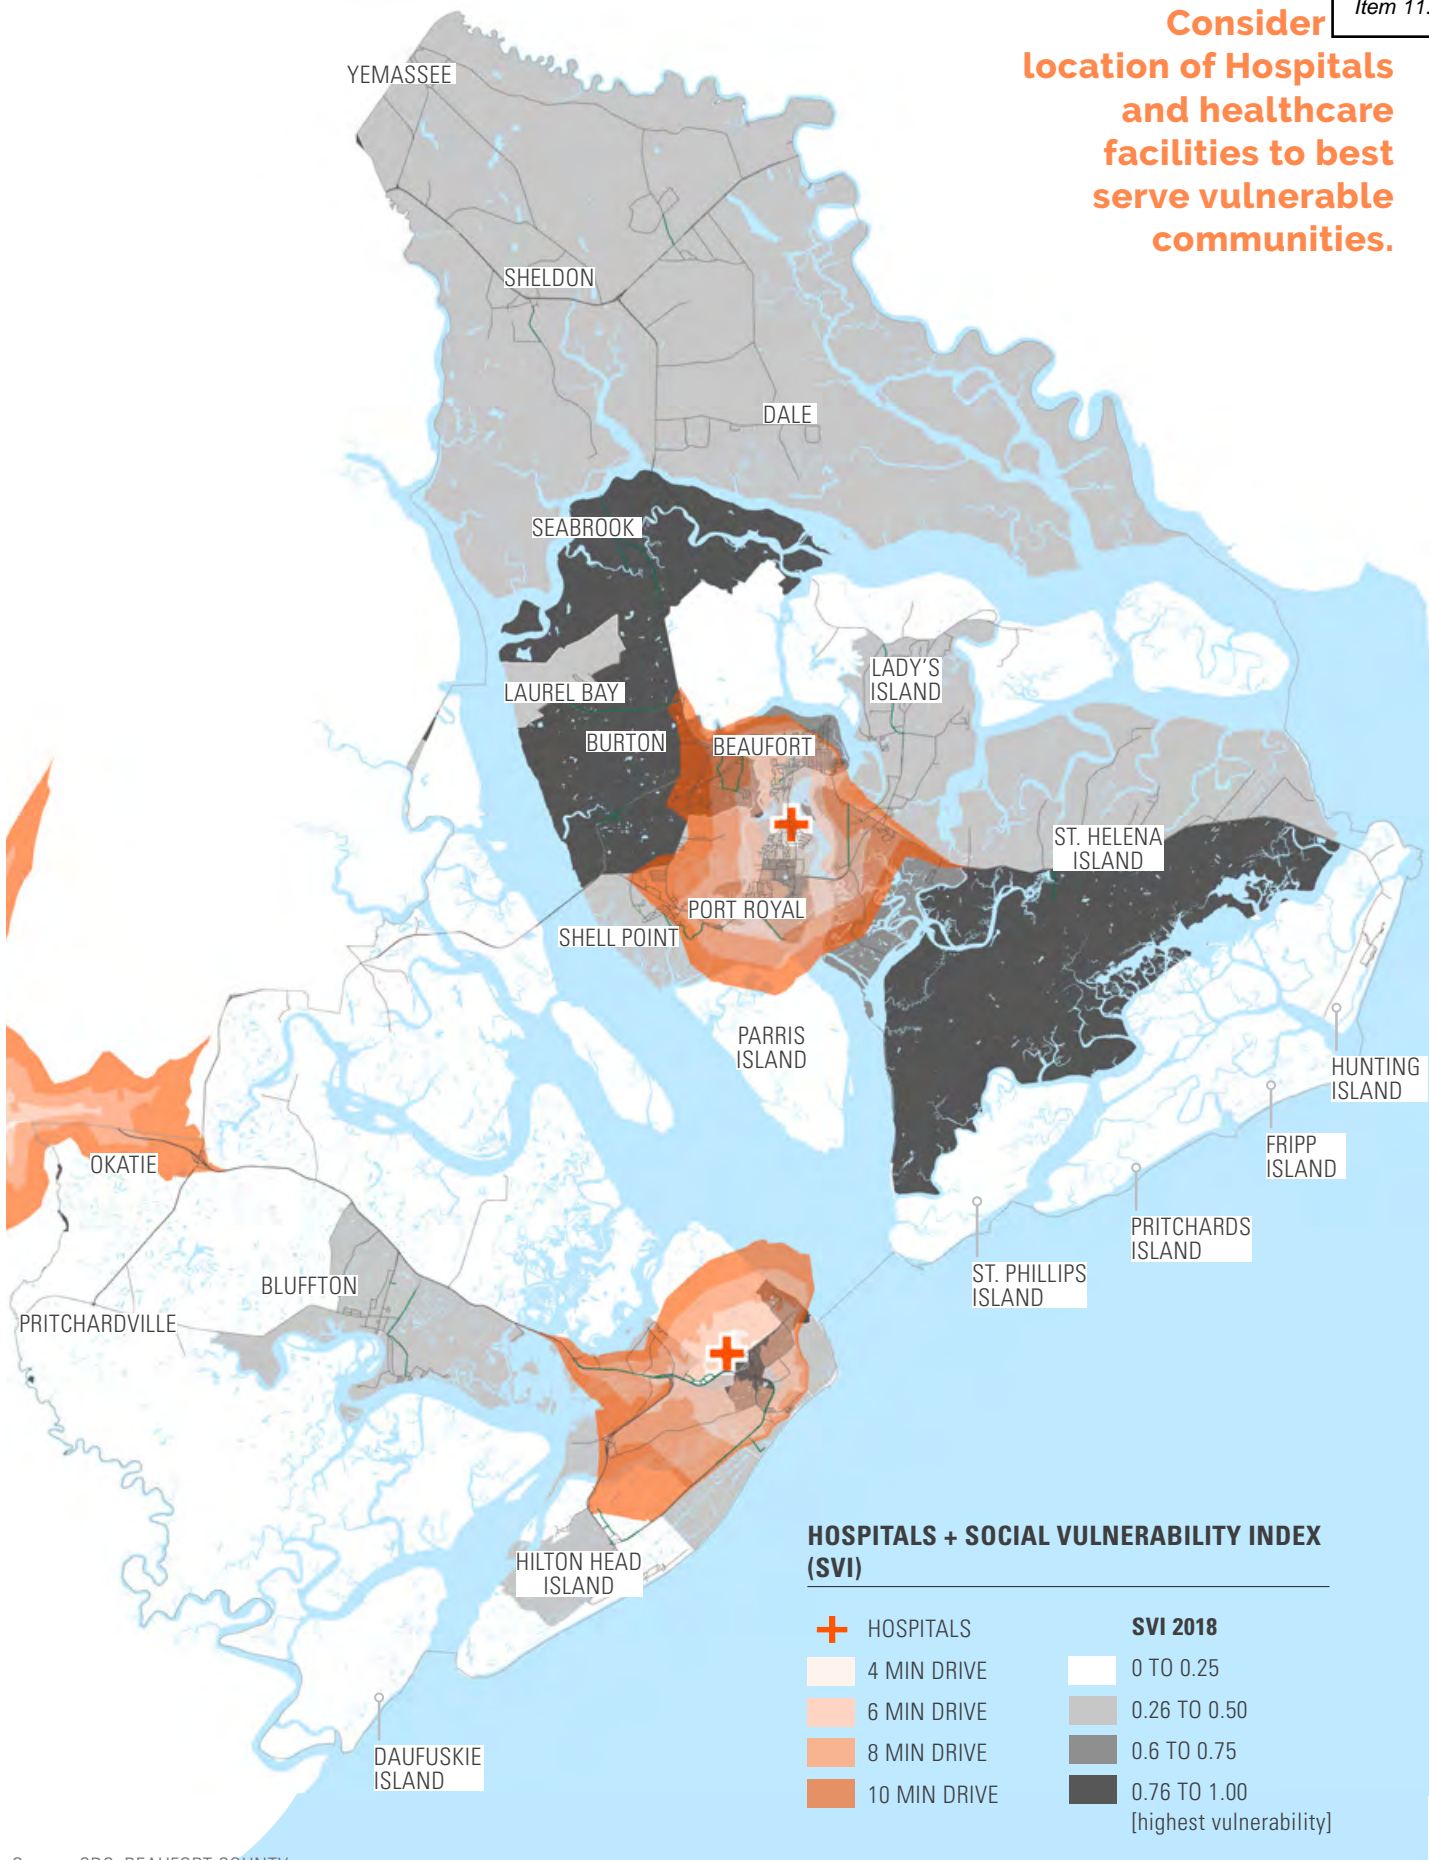 Item 11.
Consider
location of Hospitals
and healthcare
facilities to best
serve vulnerable
communities.
YEMASSEE
SHELDON
DALE
SEABROOK
LADY'S
ISLAND
LAUREL BAY
BURTON
BEAUFORT
ST. HELENA
ISLAND
PORT ROYAL
SHELL POINT
PARRIS
ISLAND
HUNTING
ISLAND
FRIPP
ISLAND
OKATIE
PRITCHARDS
ISLAND
ST. PHILLIPS
ISLAND
BLUFFTON
PRITCHARDVILLE
HILTON HEAD
ISLAND
DAUFUSKIE
ISLAND
HOSPITALS + SOCIAL VULNERABILITY INDEX
(SVI)
HOSPITALS
4 MIN DRIVE
6 MIN DRIVE
8 MIN DRIVE
10 MIN DRIVE
SVI 2018
0 TO 0.25
0.26 TO 0.50
0.6 TO 0.75
0.76 TO 1.00
[highest vulnerability]